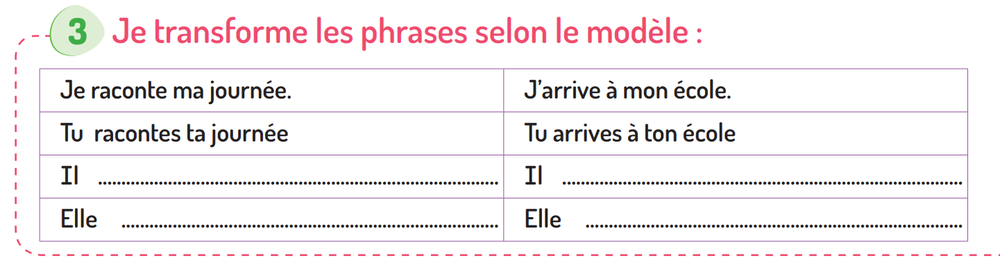 3 Je transforme les phrases selon le modèle :
Je raconte ma journée.
J'arrive à mon école.
Tu racontes ta journée
Tu arrives à ton école
Il ................................................................................
Il ................................................................................
Elle ...........................................................................
Elle ...........................................................................